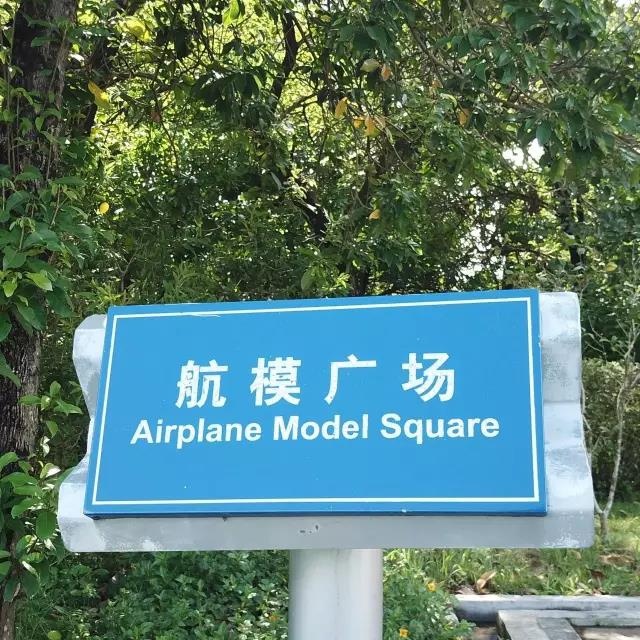 航模广场
Airplane Model Square